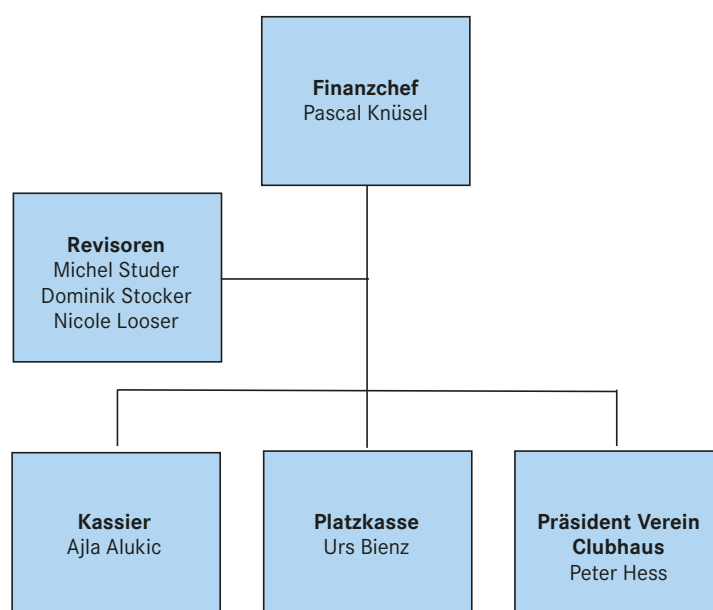 Finanzchef
Pascal Knüsel
Revisoren
Michel Studer
Dominik Stocker
Nicole Looser
Kassier
Ajla Alukic
Platzkasse
Urs Bienz
Präsident Verein
Clubhaus
Peter Hess